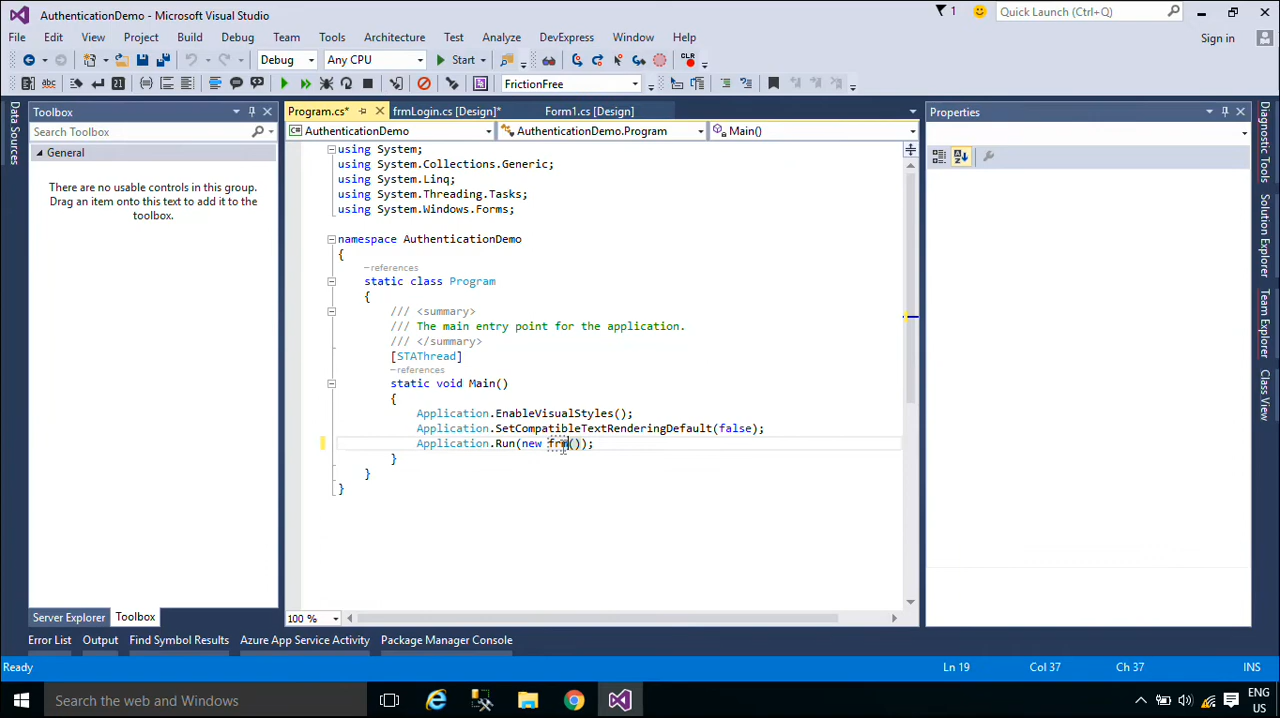 AuthenticationDemo - Microsoft Visual Studio
1
Quick Launch (Ctrl+Q)
File Edit View Project Build Debug Team Tools Architecture Test Analyze DevExpress Window Help
Sign in
Debug
Any CPU
Start
CLR
FrictionFree
Data Sources
Toolbox
Search Toolbox
General
There are no usable controls in this group.
Drag an item onto this text to add it to the
toolbox.
Server Explorer
Toolbox
Program.cs*
frmLogin.cs [Design]*
Form1.cs [Design]
AuthenticationDemo
AuthenticationDemo.Program
Main()
using System;
using System.Collections.Generic;
using System.Linq;
using System.Threading.Tasks;
using System.Windows.Forms;
namespace AuthenticationDemo
{
–references
static class Program
{
/// <summary>
/// The main entry point for the application.
/// </summary>
[STAThread]
–references
static void Main()
{
Application.EnableVisualStyles();
Application.SetCompatibleTextRenderingDefault(false);
Application.Run(new frm());
}
}
}
100 %
Properties
Diagnostic Tools
Solution Explorer
Team Explorer
Class View
Error List
Output
Find Symbol Results
Azure App Service Activity
Package Manager Console
Ready
Ln 19
Col 37
Ch 37
INS
Search the web and Windows
ENG
US